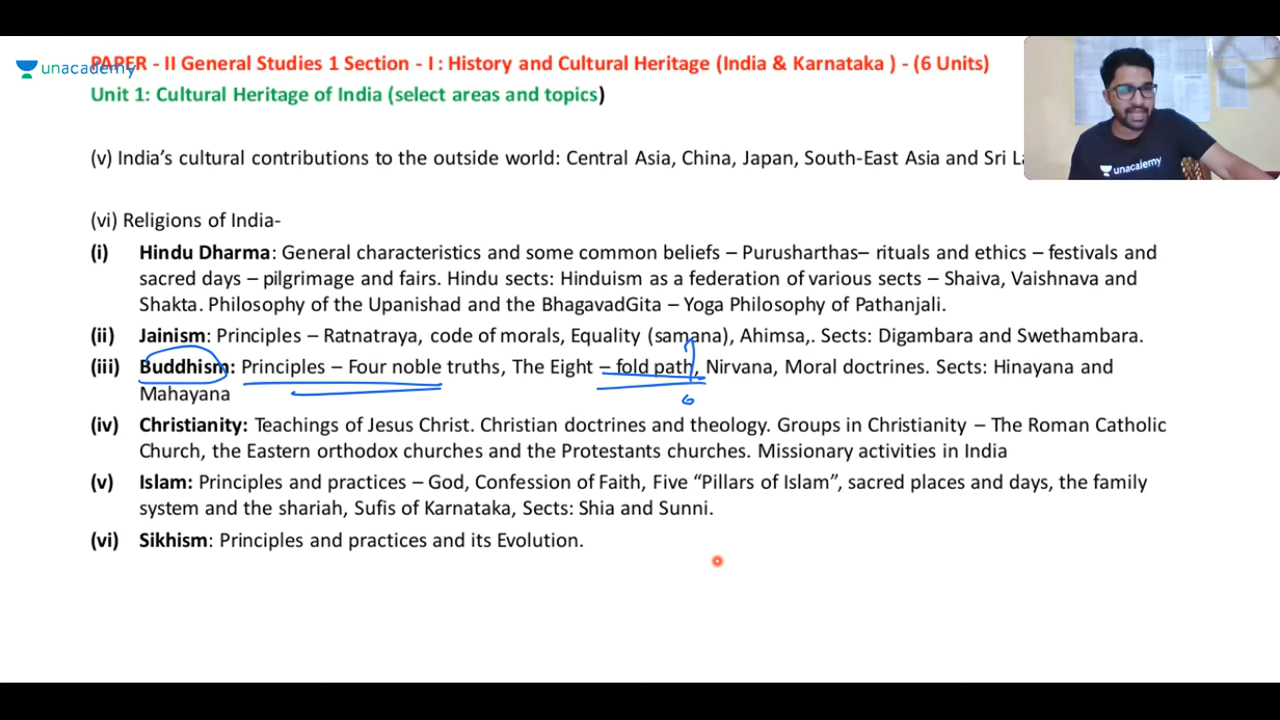 PAPER - II General Studies 1 Section - I : History and Cultural Heritage (India & Karnataka ) - (6 Units)
unacademy
Unit 1: Cultural Heritage of India (select areas and topics)
unacademy
(v) India’s cultural contributions to the outside world: Central Asia, China, Japan, South-East Asia and Sri
(vi) Religions of India-
(i) Hindu Dharma: General characteristics and some common beliefs – Purusharthas– rituals and ethics – festivals and
sacred days – pilgrimage and fairs. Hindu sects: Hinduism as a federation of various sects – Shaiva, Vaishnava and
Shakta. Philosophy of the Upanishad and the BhagavadGita – Yoga Philosophy of Pathanjali.
(ii) Jainism: Principles – Ratnatraya, code of morals, Equality (samana), Ahimsa,. Sects: Digambara and Swethambara.
(iii) Buddhism: Principles – Four noble truths, The Eight – fold path, Nirvana, Moral doctrines. Sects: Hinayana and
Mahayana
(iv) Christianity: Teachings of Jesus Christ. Christian doctrines and theology. Groups in Christianity – The Roman Catholic
Church, the Eastern orthodox churches and the Protestants churches. Missionary activities in India
(v) Islam: Principles and practices – God, Confession of Faith, Five “Pillars of Islam”, sacred places and days, the family
system and the shariah, Sufis of Karnataka, Sects: Shia and Sunni.
(vi) Sikhism: Principles and practices and its Evolution.